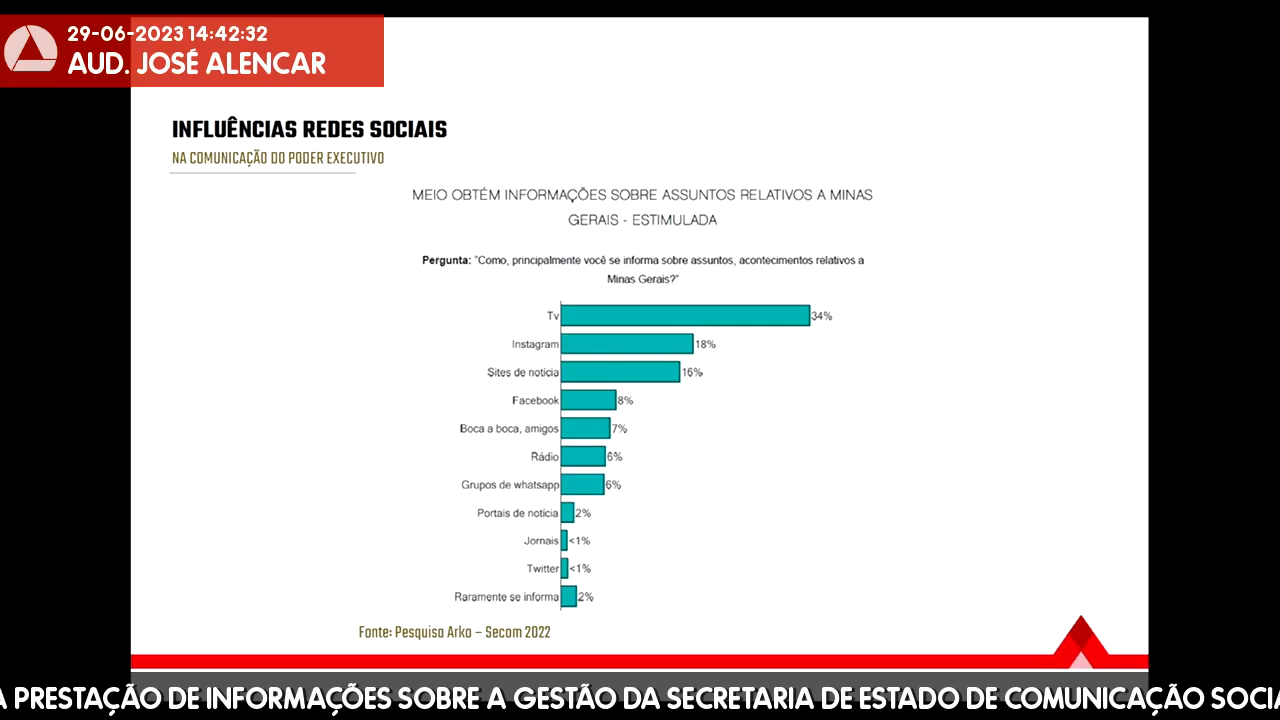 29-06-2023 14:42:32
AUD. JOSÉ ALENCAR
INFLUÊNCIAS REDES SOCIAIS
NA COMUNICAÇÃO DO PODER EXECUTIVO
MEIO OBTÉM INFORMAÇÕES SOBRE ASSUNTOS RELATIVOS A MINAS
GERAIS - ESTIMULADA
Pergunta: "Como, principalmente você se informa sobre assuntos, acontecimentos relativos a
Minas Gerais?"
Tv 34%
Instagram 18%
Sites de notícia 16%
Facebook 8%
Boca a boca, amigos 7%
Rádio 6%
Grupos de whatsapp 6%
Portais de notícia 2%
Jornais <1%
Twitter <1%
Raramente se informa 2%
Fonte: Pesquisa Arko – Secom 2022
A PRESTAÇÃO DE INFORMAÇÕES SOBRE A GESTÃO DA SECRETARIA DE ESTADO DE COMUNICAÇÃO SOCIA